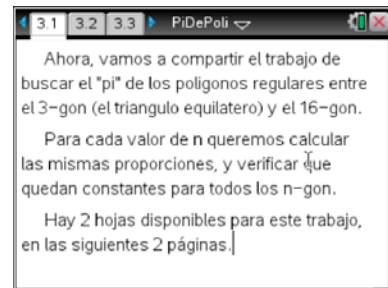 3.1 3.2 3.3 PiDePoli
Ahora, vamos a compartir el trabajo de
buscar el "pi" de los poligonos regulares entre
el 3-gon (el triangulo equilatero) y el 16-gon.
Para cada valor de n queremos calcular
las mismas proporciones, y verificar que
quedan constantes para todos los n-gon.
Hay 2 hojas disponibles para este trabajo,
en las siguientes 2 páginas.